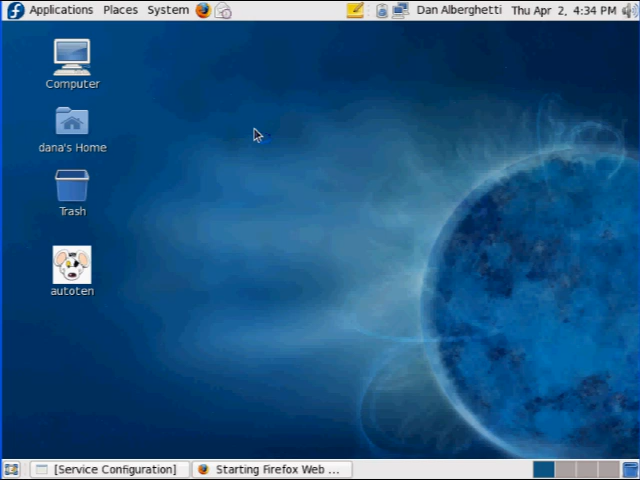 Applications Places System Dan Alberghetti Thu Apr 2, 4:34 PM
Computer
dana's Home
Trash
autoten
[Service Configuration] Starting Firefox Web ...